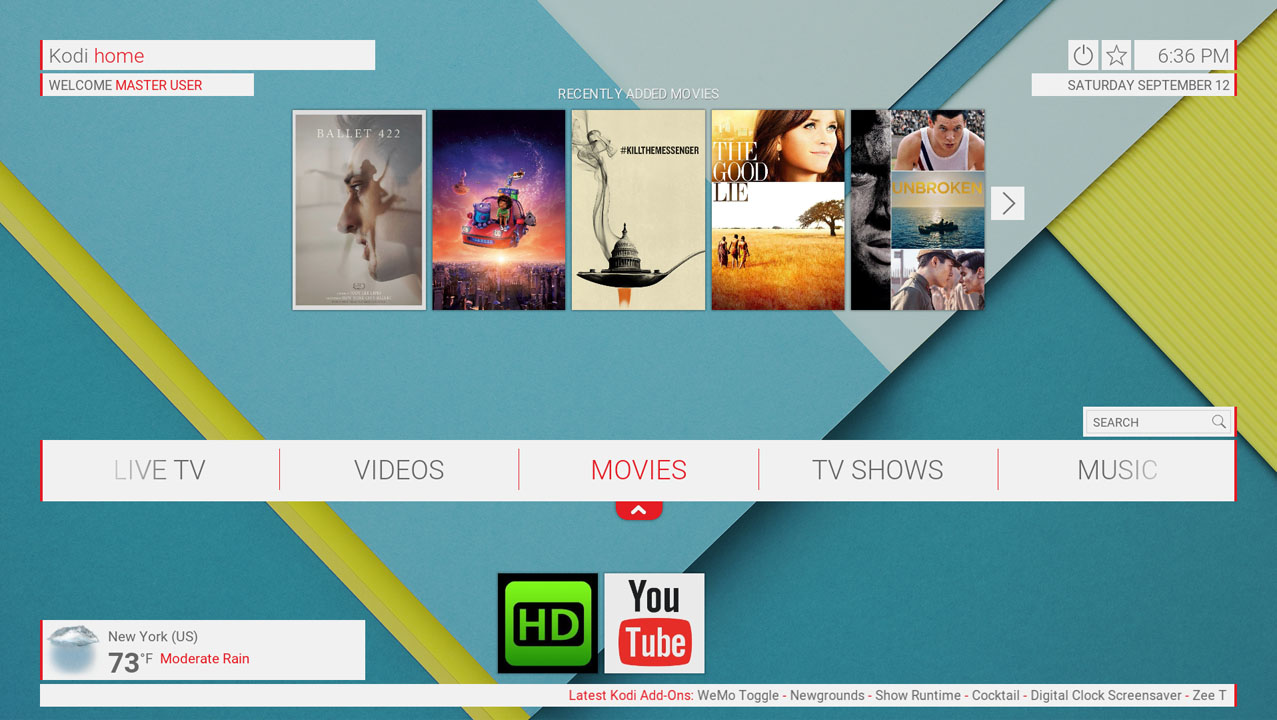 Kodi home
6:36 PM
WELCOME MASTER USER
SATURDAY SEPTEMBER 12
RECENTLY ADDED MOVIES
BALLET 422
#KILLTHEMESSENGER
THE
GOOD
LIE
UNBROKEN
SEARCH
LIVE TV
VIDEOS
MOVIES
TV SHOWS
MUSIC
HD
You
Tube
New York (US)
73°F Moderate Rain
Latest Kodi Add-Ons: WeMo Toggle - Newgrounds - Show Runtime - Cocktail - Digital Clock Screensaver - Zee T